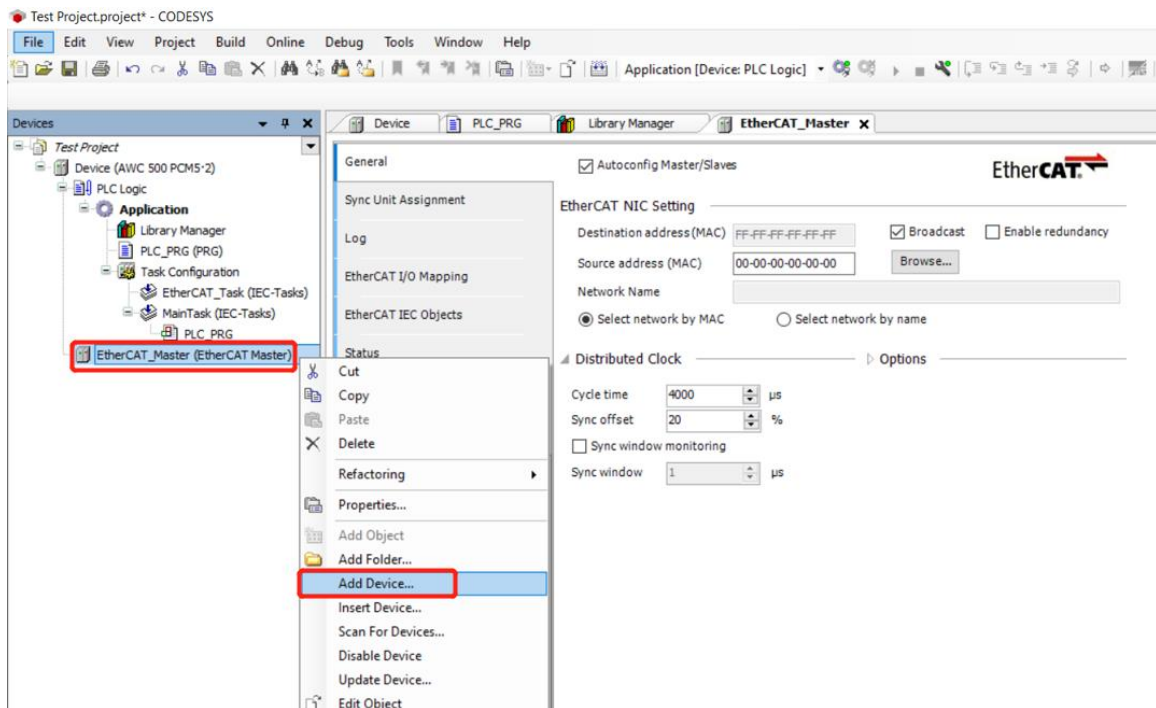 Test Project.project* - CODESYS
File Edit View Project Build Online Debug Tools Window Help
Application [Device: PLC Logic]
Devices
Test Project
Device (AWC 500 PCM5·2)
PLC Logic
Application
Library Manager
PLC_PRG (PRG)
Task Configuration
EtherCAT_Task (IEC-Tasks)
MainTask (IEC-Tasks)
PLC_PRG
EtherCAT_Master (EtherCAT Master)
Cut
Copy
Paste
Delete
Refactoring
Properties...
Add Object
Add Folder...
Add Device...
Insert Device...
Scan For Devices...
Disable Device
Update Device...
Edit Object
Device PLC_PRG Library Manager EtherCAT_Master
General
Sync Unit Assignment
Log
EtherCAT I/O Mapping
EtherCAT IEC Objects
Status
Autoconfig Master/Slaves
EtherCAT
EtherCAT NIC Setting
Destination address (MAC) FF-FF-FF-FF-FF-FF Broadcast Enable redundancy
Source address (MAC) 00-00-00-00-00-00 Browse...
Network Name
Select network by MAC Select network by name
Distributed Clock Options
Cycle time 4000 µs
Sync offset 20 %
Sync window monitoring
Sync window 1 µs